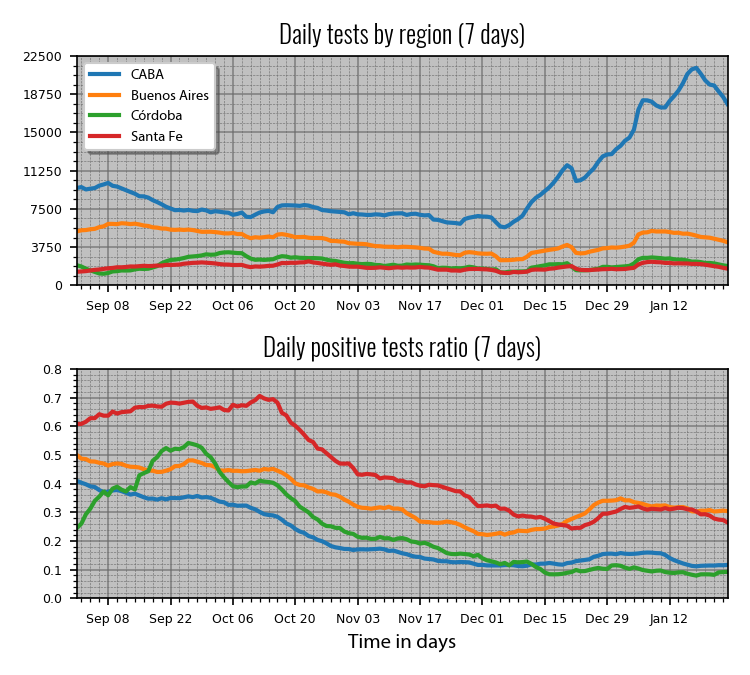 Daily tests by region (7 days)
22500
18750
15000
11250
7500
3750
0
CABA
Buenos Aires
Córdoba
Santa Fe
Sep 08 Sep 22 Oct 06 Oct 20 Nov 03 Nov 17 Dec 01 Dec 15 Dec 29 Jan 12
Daily positive tests ratio (7 days)
0.8
0.7
0.6
0.5
0.4
0.3
0.2
0.1
0.0
Sep 08 Sep 22 Oct 06 Oct 20 Nov 03 Nov 17 Dec 01 Dec 15 Dec 29 Jan 12
Time in days